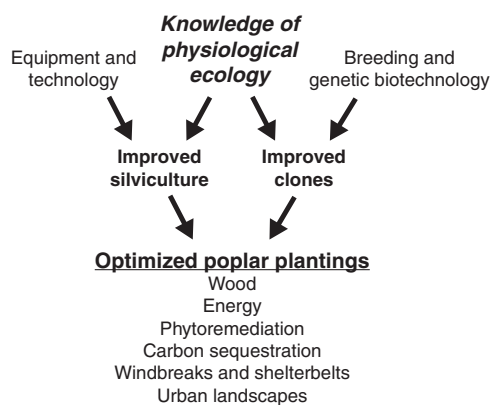 Knowledge of
physiological
ecology
Equipment and
technology
Breeding and
genetic biotechnology
Improved
silviculture
Improved
clones
Optimized poplar plantings
Wood
Energy
Phytoremediation
Carbon sequestration
Windbreaks and shelterbelts
Urban landscapes